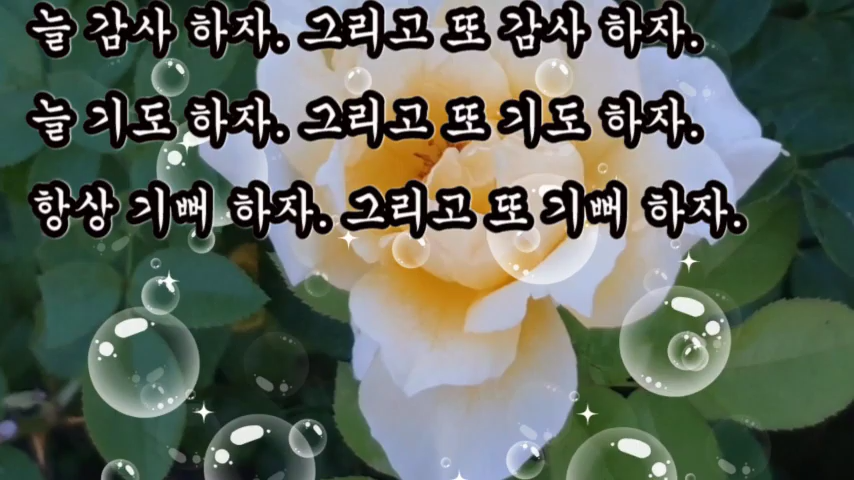 늘 감사 하자. 그리고 또 감사 하자.
늘 기도 하자. 그리고 또 기도 하자.
항상 기뻐 하자. 그리고 또 기뻐 하자.